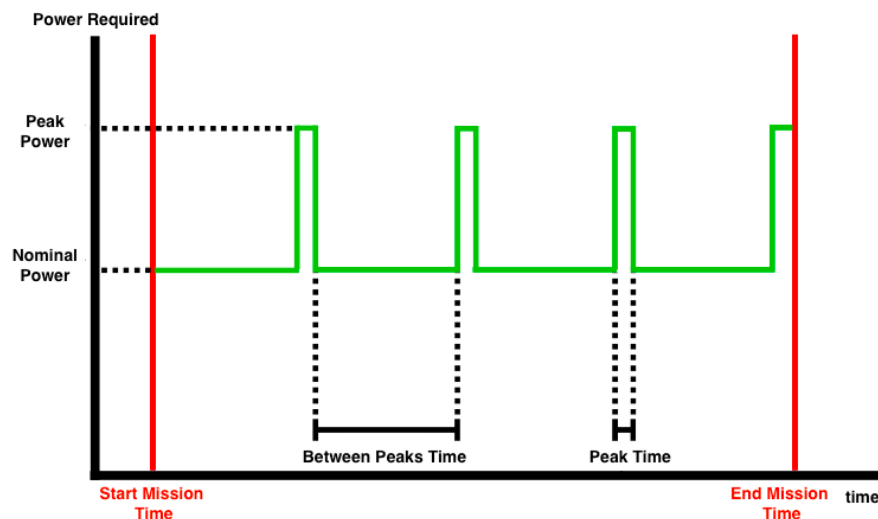 Power Required
Peak
Power
Nominal
Power
Between Peaks Time
Peak Time
Start Mission
Time
End Mission
Time
time